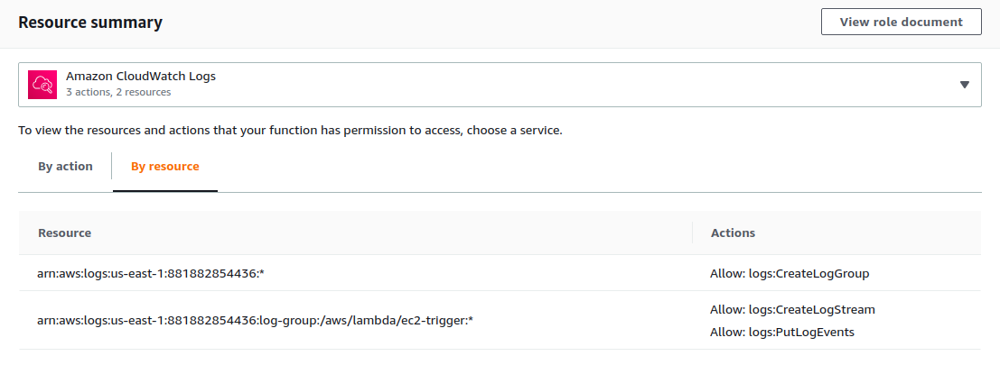 Resource summary
View role document
Amazon CloudWatch Logs
3 actions, 2 resources
To view the resources and actions that your function has permission to access, choose a service.
By action
By resource
Resource
Actions
arn:aws:logs:us-east-1:881882854436:*
Allow: logs:CreateLogGroup
arn:aws:logs:us-east-1:881882854436:log-group:/aws/lambda/ec2-trigger:*
Allow: logs:CreateLogStream
Allow: logs:PutLogEvents